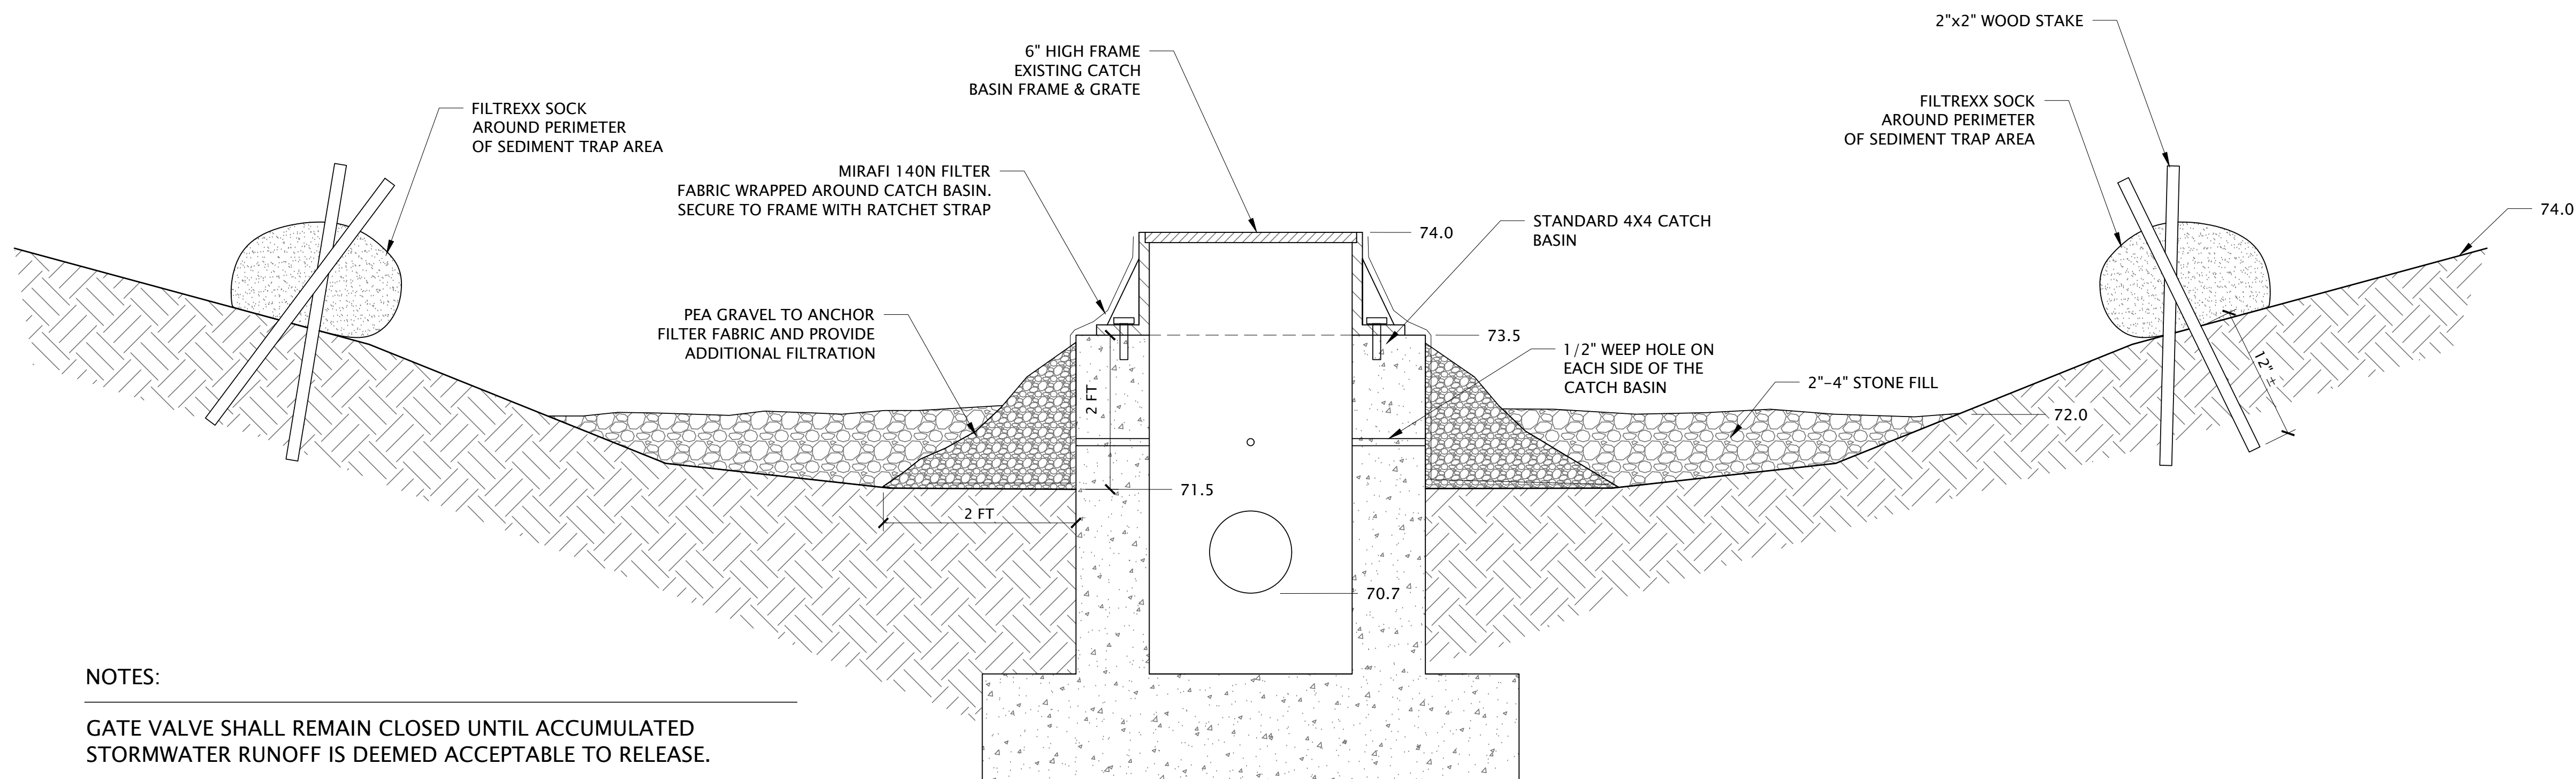 2"x2" WOOD STAKE
6" HIGH FRAME
EXISTING CATCH
BASIN FRAME & GRATE
FILTREXX SOCK
AROUND PERIMETER
OF SEDIMENT TRAP AREA
FILTREXX SOCK
AROUND PERIMETER
OF SEDIMENT TRAP AREA
MIRAFI 140N FILTER
FABRIC WRAPPED AROUND CATCH BASIN.
SECURE TO FRAME WITH RATCHET STRAP
STANDARD 4X4 CATCH
BASIN
74.0
74.0
PEA GRAVEL TO ANCHOR
FILTER FABRIC AND PROVIDE
ADDITIONAL FILTRATION
73.5
1/2" WEEP HOLE ON
EACH SIDE OF THE
CATCH BASIN
12" ±
2"-4" STONE FILL
2 FT
72.0
71.5
2 FT
70.7
NOTES:
GATE VALVE SHALL REMAIN CLOSED UNTIL ACCUMULATED
STORMWATER RUNOFF IS DEEMED ACCEPTABLE TO RELEASE.